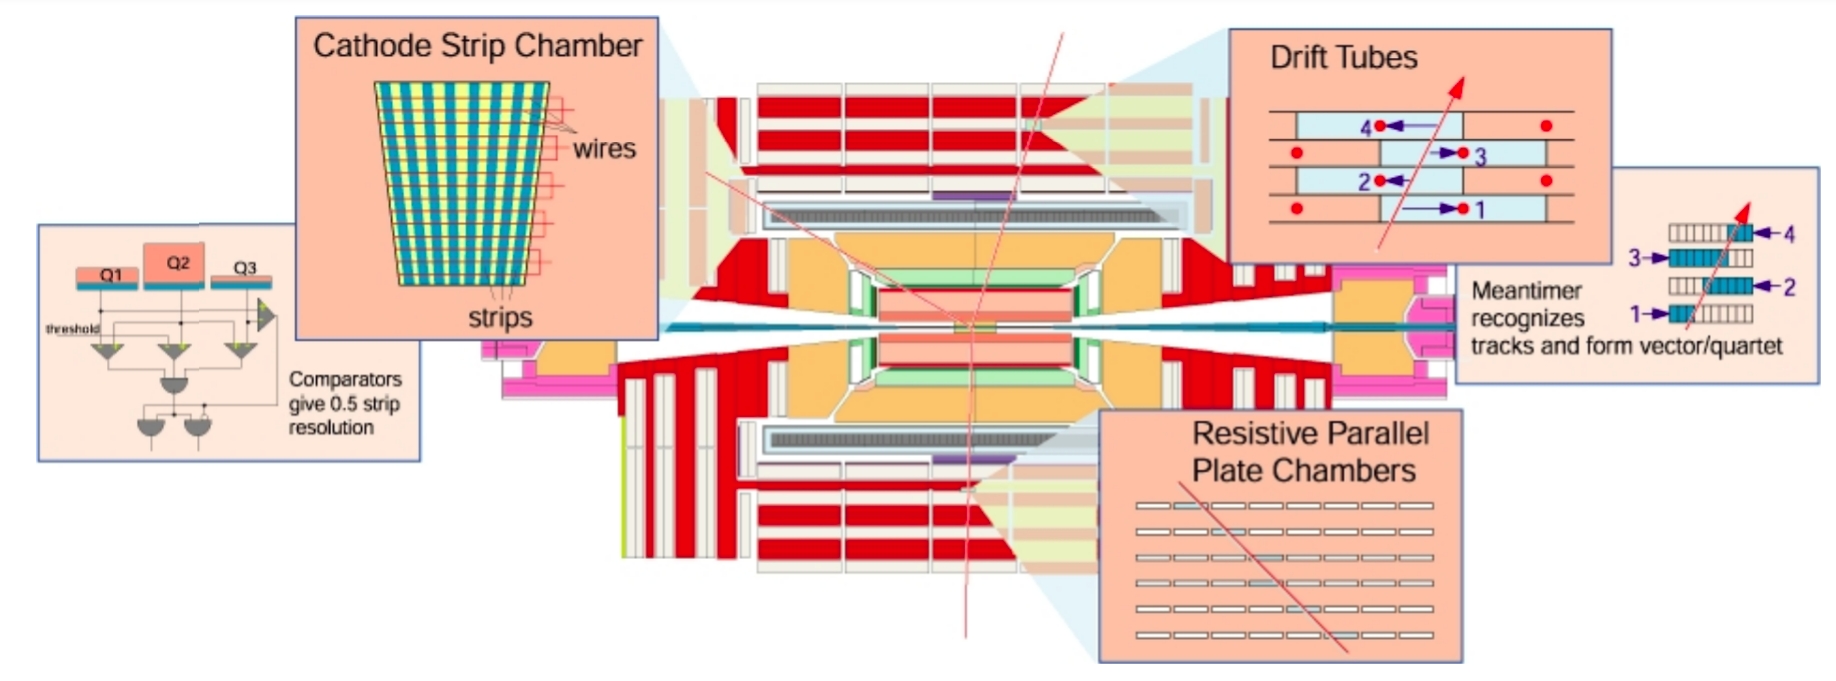 Cathode Strip Chamber
wires
strips
Q1
Q2
Q3
threshold
Comparators
give 0.5 strip
resolution
Drift Tubes
4
3
2
1
4
3
2
1
Meantimer
recognizes
tracks and form vector/quartet
Resistive Parallel
Plate Chambers